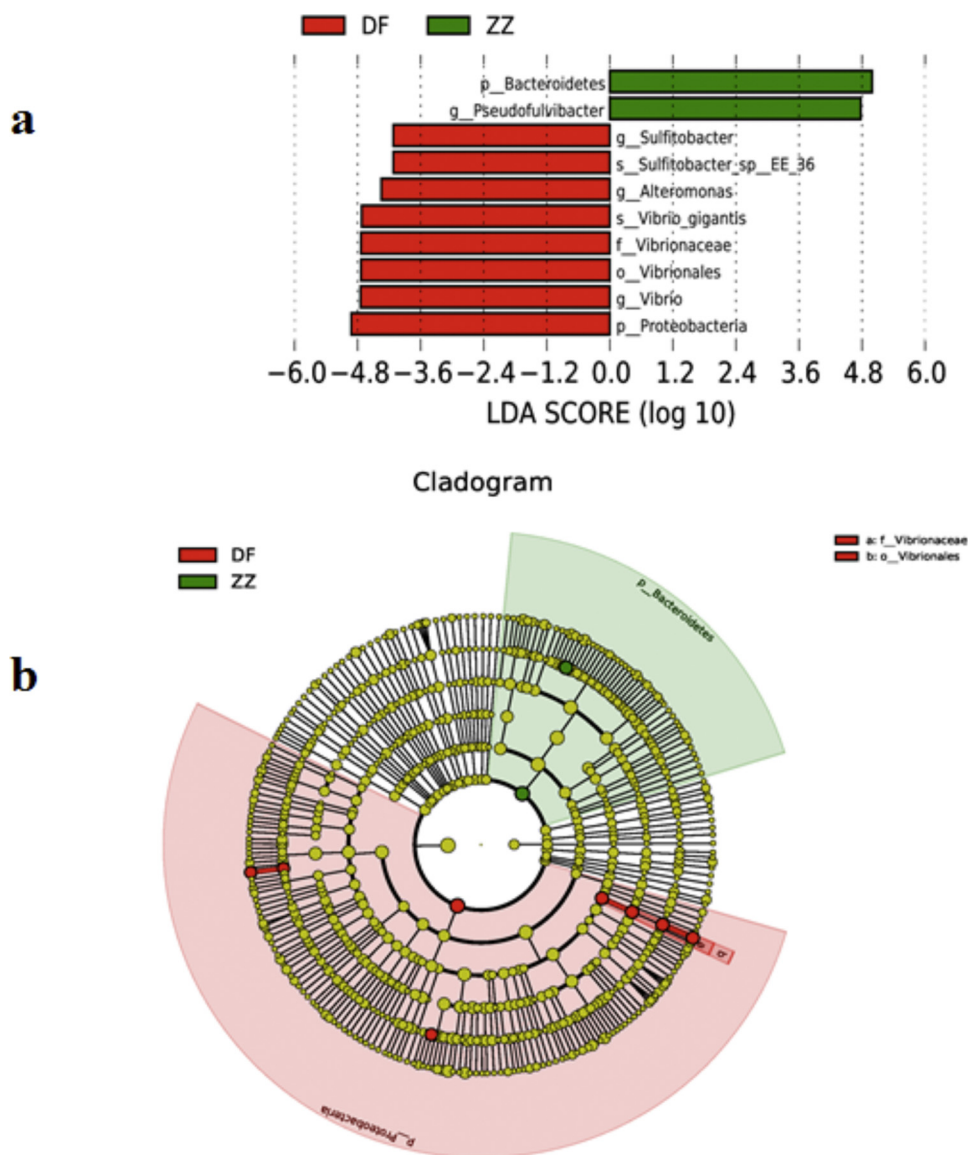 DF ZZ
a
p__Bacteroidetes
g__Pseudofulvibacter
g__Sulfitobacter
s__Sulfitobacter_sp__EE_36
g__Alteromonas
s__Vibrio_gigantis
f__Vibrionaceae
o__Vibrionales
g__Vibrio
p__Proteobacteria
−6.0 −4.8 −3.6 −2.4 −1.2 0.0 1.2 2.4 3.6 4.8 6.0
LDA SCORE (log 10)
Cladogram
DF
ZZ
a: f__Vibrionaceae
b: o__Vibrionales
p__Bacteroidetes
b
a
b
p__Proteobacteria